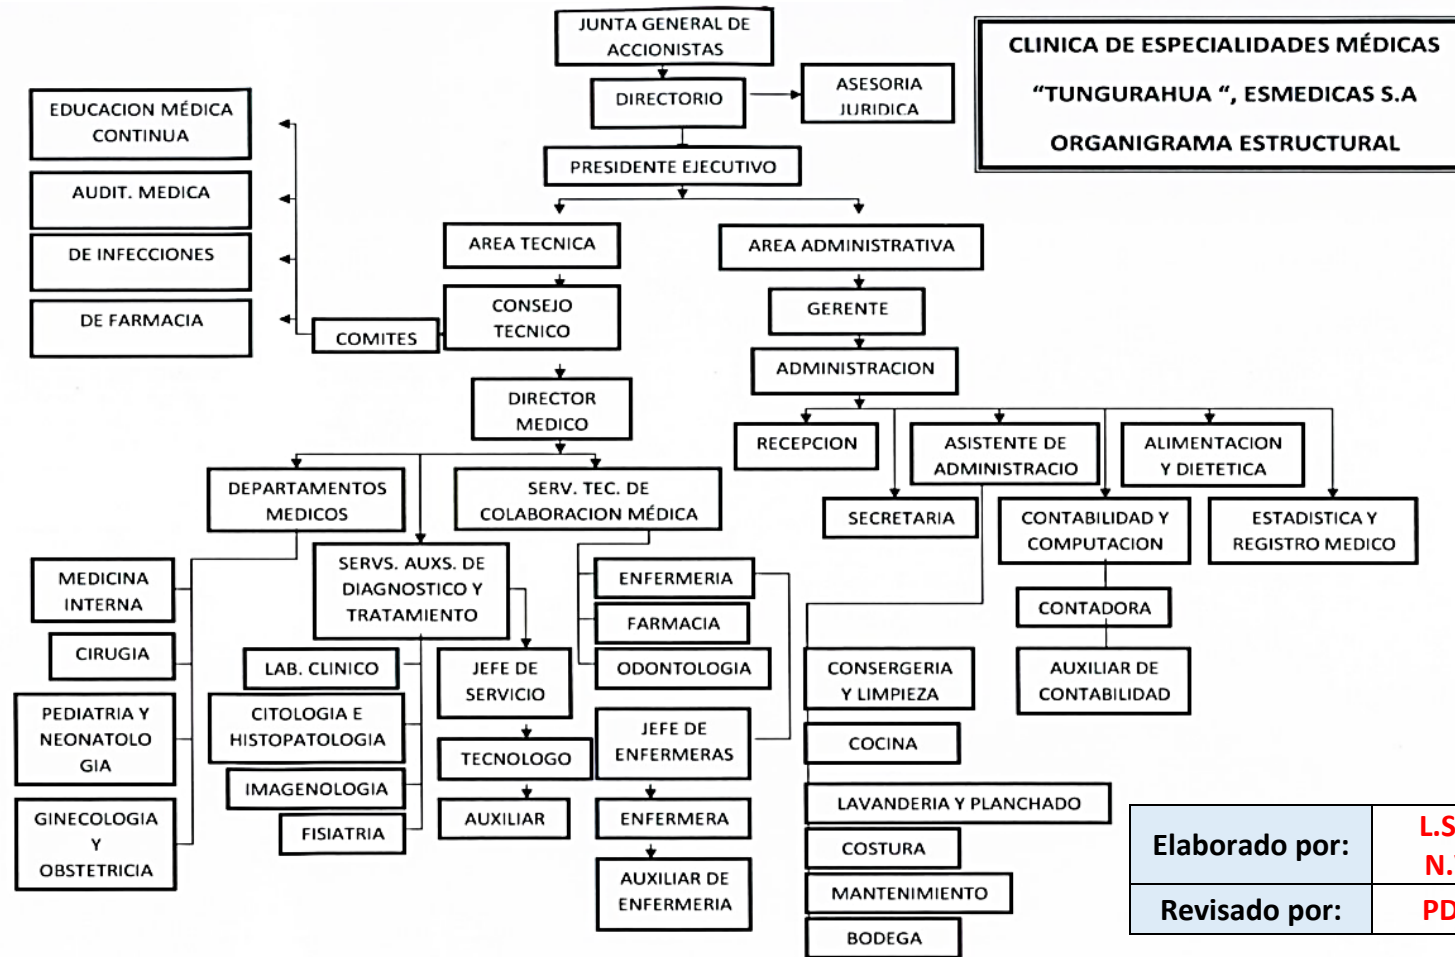 JUNTA GENERAL DE
ACCIONISTAS
CLINICA DE ESPECIALIDADES MÉDICAS
“TUNGURAHUA “, ESMEDICAS S.A
ORGANIGRAMA ESTRUCTURAL
DIRECTORIO
ASESORIA
JURIDICA
PRESIDENTE EJECUTIVO
EDUCACION MÉDICA
CONTINUA
AUDIT. MEDICA
DE INFECCIONES
DE FARMACIA
AREA TECNICA
AREA ADMINISTRATIVA
CONSEJO
TECNICO
COMITES
GERENTE
ADMINISTRACION
DIRECTOR
MEDICO
RECEPCION
ASISTENTE DE
ADMINISTRACIO
ALIMENTACION
Y DIETETICA
SECRETARIA
CONTABILIDAD Y
COMPUTACION
ESTADISTICA Y
REGISTRO MEDICO
DEPARTAMENTOS
MEDICOS
SERV. TEC. DE
COLABORACION MÉDICA
SERVS. AUXS. DE
DIAGNOSTICO Y
TRATAMIENTO
MEDICINA
INTERNA
CIRUGIA
PEDIATRIA Y
NEONATOLO
GIA
GINECOLOGIA
Y
OBSTETRICIA
LAB. CLINICO
CITOLOGIA E
HISTOPATOLOGIA
IMAGENOLOGIA
FISIATRIA
JEFE DE
SERVICIO
TECNOLOGO
AUXILIAR
ENFERMERIA
FARMACIA
ODONTOLOGIA
JEFE DE
ENFERMERAS
ENFERMERA
AUXILIAR DE
ENFERMERIA
CONSERGERIA
Y LIMPIEZA
COCINA
LAVANDERIA Y PLANCHADO
COSTURA
MANTENIMIENTO
BODEGA
CONTADORA
AUXILIAR DE
CONTABILIDAD
Elaborado por:
L.S
N.
Revisado por:
PD